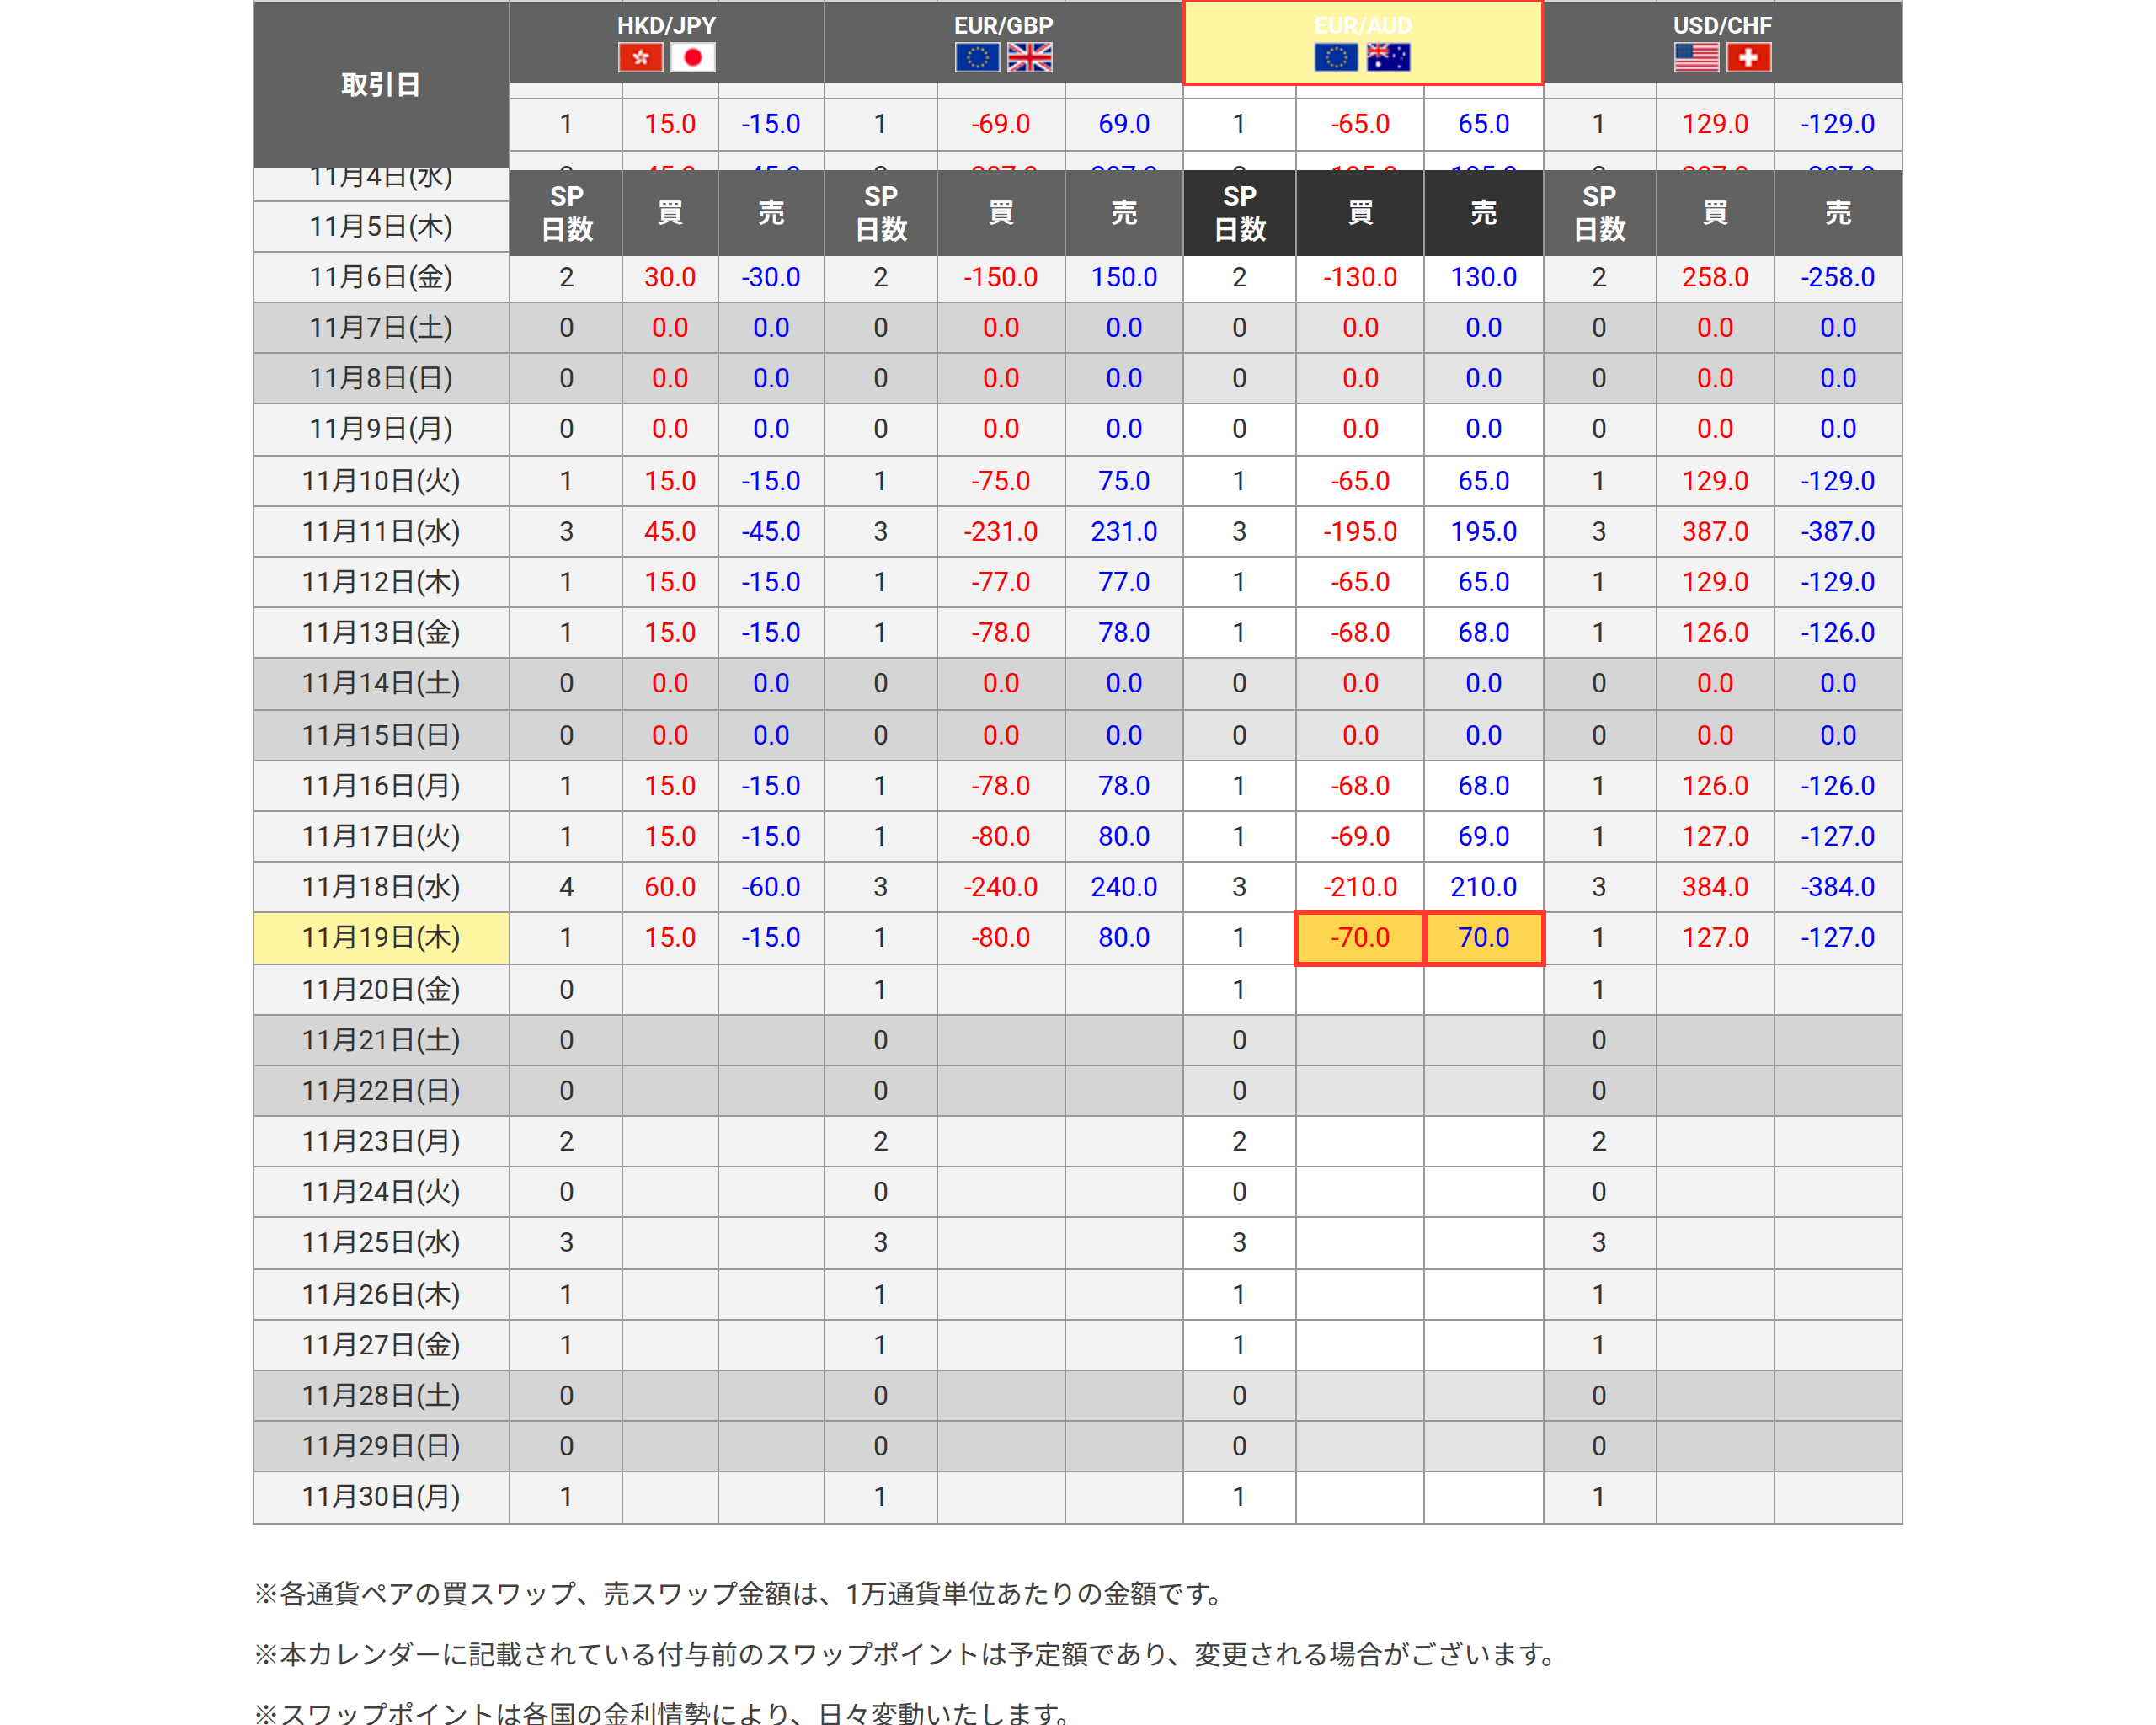 取引日 HKD/JPY EUR/GBP EUR/AUD USD/CHF
1 15.0 -15.0 1 -69.0 69.0 1 -65.0 65.0 1 129.0 -129.0
11月4日(水)
SP日数 買 売 SP日数 買 売 SP日数 買 売 SP日数 買 売
11月5日(木)
11月6日(金) 2 30.0 -30.0 2 -150.0 150.0 2 -130.0 130.0 2 258.0 -258.0
11月7日(土) 0 0.0 0.0 0 0.0 0.0 0 0.0 0.0 0 0.0 0.0
11月8日(日) 0 0.0 0.0 0 0.0 0.0 0 0.0 0.0 0 0.0 0.0
11月9日(月) 0 0.0 0.0 0 0.0 0.0 0 0.0 0.0 0 0.0 0.0
11月10日(火) 1 15.0 -15.0 1 -75.0 75.0 1 -65.0 65.0 1 129.0 -129.0
11月11日(水) 3 45.0 -45.0 3 -231.0 231.0 3 -195.0 195.0 3 387.0 -387.0
11月12日(木) 1 15.0 -15.0 1 -77.0 77.0 1 -65.0 65.0 1 129.0 -129.0
11月13日(金) 1 15.0 -15.0 1 -78.0 78.0 1 -68.0 68.0 1 126.0 -126.0
11月14日(土) 0 0.0 0.0 0 0.0 0.0 0 0.0 0.0 0 0.0 0.0
11月15日(日) 0 0.0 0.0 0 0.0 0.0 0 0.0 0.0 0 0.0 0.0
11月16日(月) 1 15.0 -15.0 1 -78.0 78.0 1 -68.0 68.0 1 126.0 -126.0
11月17日(火) 1 15.0 -15.0 1 -80.0 80.0 1 -69.0 69.0 1 127.0 -127.0
11月18日(水) 4 60.0 -60.0 3 -240.0 240.0 3 -210.0 210.0 3 384.0 -384.0
11月19日(木) 1 15.0 -15.0 1 -80.0 80.0 1 -70.0 70.0 1 127.0 -127.0
11月20日(金) 0 1 1 1
11月21日(土) 0 0 0 0
11月22日(日) 0 0 0 0
11月23日(月) 2 2 2 2
11月24日(火) 0 0 0 0
11月25日(水) 3 3 3 3
11月26日(木) 1 1 1 1
11月27日(金) 1 1 1 1
11月28日(土) 0 0 0 0
11月29日(日) 0 0 0 0
11月30日(月) 1 1 1 1
※各通貨ペアの買スワップ、売スワップ金額は、1万通貨単位あたりの金額です。
※本カレンダーに記載されている付与前のスワップポイントは予定額であり、変更される場合がございます。
※スワップポイントは各国の金利情勢により、日々変動いたします。